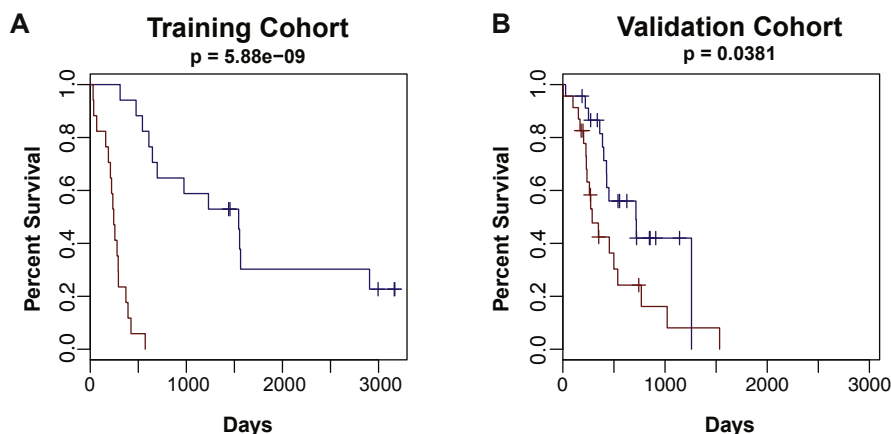 A
Training Cohort
p = 5.88e−09
Percent Survival
1.0
0.8
0.6
0.4
0.2
0.0
0
1000
2000
3000
Days
B
Validation Cohort
p = 0.0381
Percent Survival
1.0
0.8
0.6
0.4
0.2
0.0
0
1000
2000
3000
Days